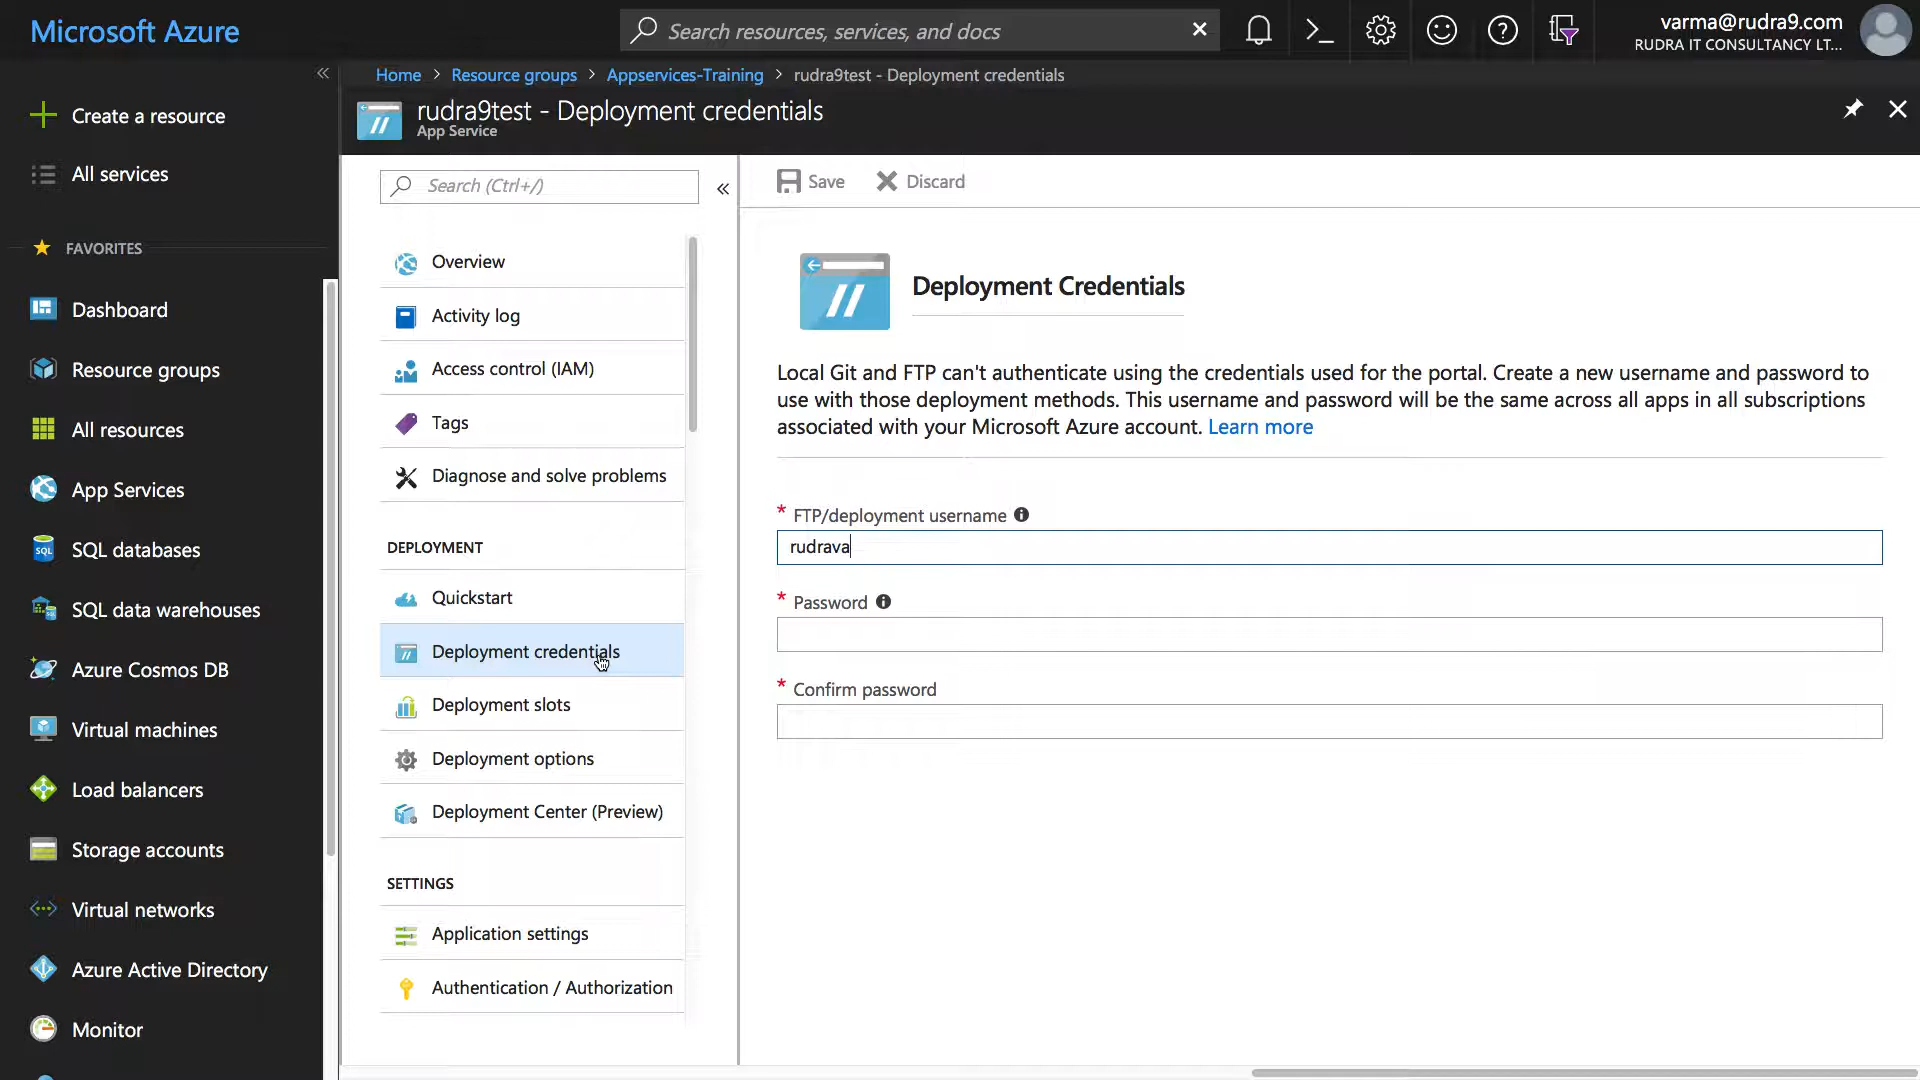 Microsoft Azure
Search resources, services, and docs
varma@rudra9.com
RUDRA IT CONSULTANCY LT...
Home > Resource groups > Appservices-Training > rudra9test - Deployment credentials
rudra9test - Deployment credentials
App Service
Create a resource
All services
FAVORITES
Dashboard
Resource groups
All resources
App Services
SQL databases
SQL data warehouses
Azure Cosmos DB
Virtual machines
Load balancers
Storage accounts
Virtual networks
Azure Active Directory
Monitor
Search (Ctrl+/)
Overview
Activity log
Access control (IAM)
Tags
Diagnose and solve problems
DEPLOYMENT
Quickstart
Deployment credentials
Deployment slots
Deployment options
Deployment Center (Preview)
SETTINGS
Application settings
Authentication / Authorization
Save
Discard
Deployment Credentials
Local Git and FTP can't authenticate using the credentials used for the portal. Create a new username and password to
use with those deployment methods. This username and password will be the same across all apps in all subscriptions
associated with your Microsoft Azure account. Learn more
* FTP/deployment username
rudrava
* Password
* Confirm password